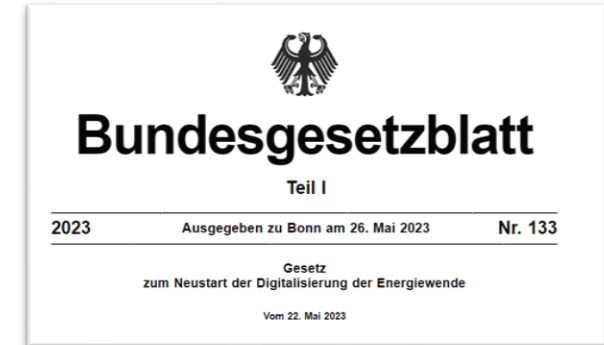 Bundesgesetzblatt
Teil I
2023 Ausgegeben zu Bonn am 26. Mai 2023 Nr. 133
Gesetz
zum Neustart der Digitalisierung der Energiewende
Vom 22. Mai 2023